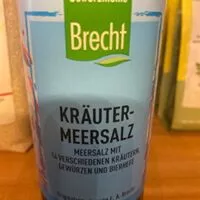 Brecht
KRÄUTER-
MEERSALZ
MEERSALZ MIT
14 VERSCHIEDENEN KRÄUTERN,
GEWÜRZEN UND BIERHEFE